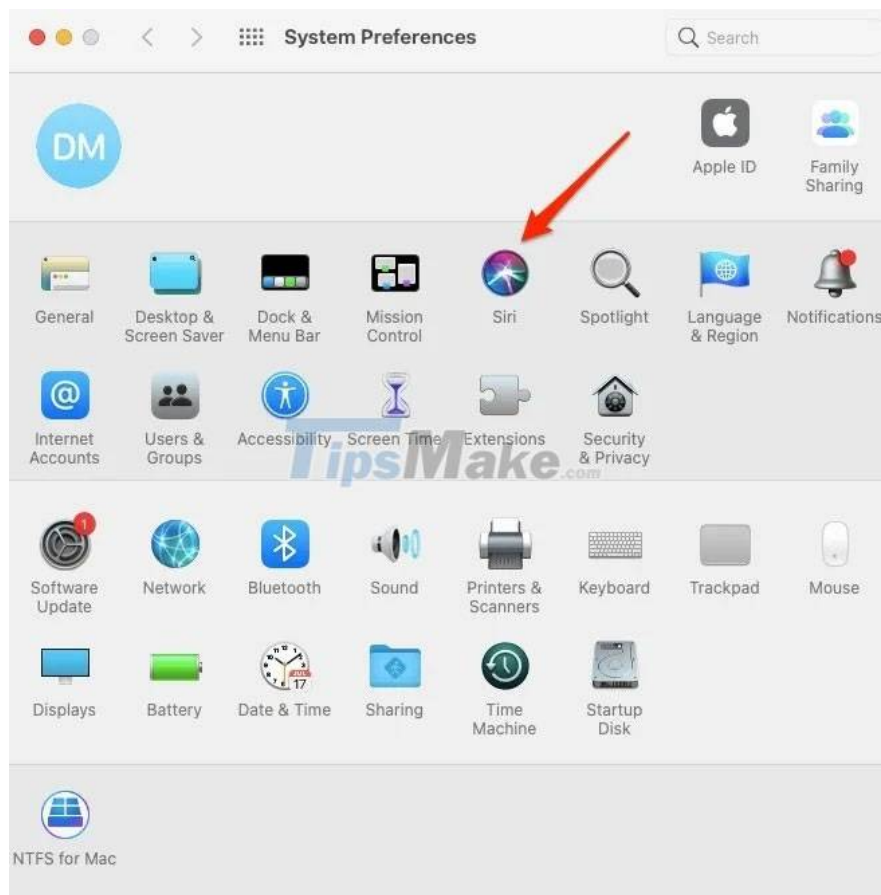 System Preferences
Search
DM
Apple ID
Family
Sharing
General
Desktop &
Screen Saver
Dock &
Menu Bar
Mission
Control
Siri
Spotlight
Language
& Region
Notifications
@
Internet
Accounts
Users &
Groups
Accessibility
Screen Time
Extensions
Security
& Privacy
TipsMake.com
1
Software
Update
Network
Bluetooth
Sound
Printers &
Scanners
Keyboard
Trackpad
Mouse
Displays
Battery
JUL
17
Date & Time
Sharing
Time
Machine
Startup
Disk
NTFS for Mac